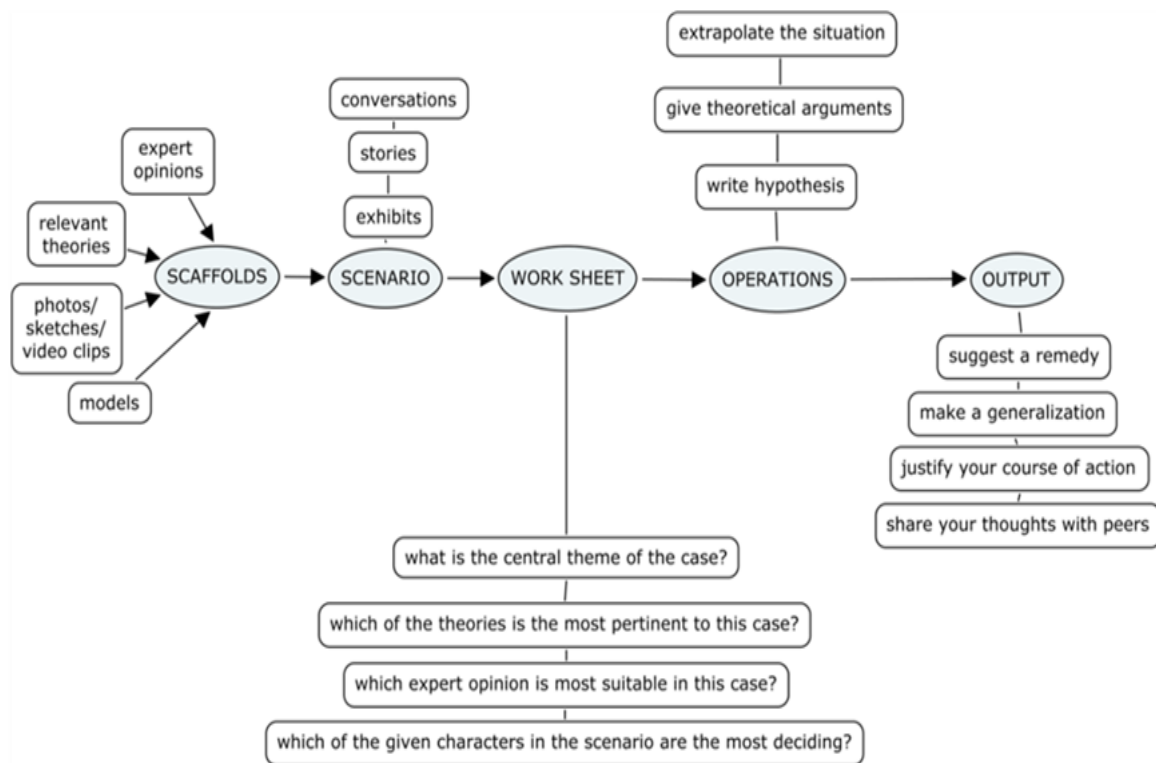 extrapolate the situation
conversations
give theoretical arguments
expert
opinions
stories
write hypothesis
relevant
theories
exhibits
SCAFFOLDS
SCENARIO
WORK SHEET
OPERATIONS
OUTPUT
photos/
sketches/
video clips
models
suggest a remedy
make a generalization
justify your course of action
share your thoughts with peers
what is the central theme of the case?
which of the theories is the most pertinent to this case?
which expert opinion is most suitable in this case?
which of the given characters in the scenario are the most deciding?